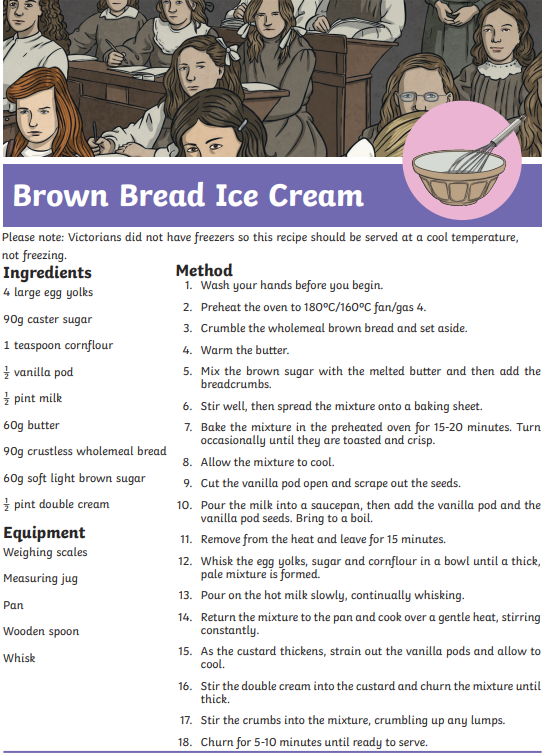 Brown Bread Ice Cream
Please note: Victorians did not have freezers so this recipe should be served at a cool temperature,
not freezing.
Ingredients
4 large egg yolks
90g caster sugar
1 teaspoon cornflour
½ vanilla pod
½ pint milk
60g butter
90g crustless wholemeal bread
60g soft light brown sugar
½ pint double cream
Equipment
Weighing scales
Measuring jug
Pan
Wooden spoon
Whisk
Method
1. Wash your hands before you begin.
2. Preheat the oven to 180ºC/160ºC fan/gas 4.
3. Crumble the wholemeal brown bread and set aside.
4. Warm the butter.
5. Mix the brown sugar with the melted butter and then add the
breadcrumbs.
6. Stir well, then spread the mixture onto a baking sheet.
7. Bake the mixture in the preheated oven for 15-20 minutes. Turn
occasionally until they are toasted and crisp.
8. Allow the mixture to cool.
9. Cut the vanilla pod open and scrape out the seeds.
10. Pour the milk into a saucepan, then add the vanilla pod and the
vanilla pod seeds. Bring to a boil.
11. Remove from the heat and leave for 15 minutes.
12. Whisk the egg yolks, sugar and cornflour in a bowl until a thick,
pale mixture is formed.
13. Pour on the hot milk slowly, continually whisking.
14. Return the mixture to the pan and cook over a gentle heat, stirring
constantly.
15. As the custard thickens, strain out the vanilla pods and allow to
cool.
16. Stir the double cream into the custard and churn the mixture until
thick.
17. Stir the crumbs into the mixture, crumbling up any lumps.
18. Churn for 5-10 minutes until ready to serve.